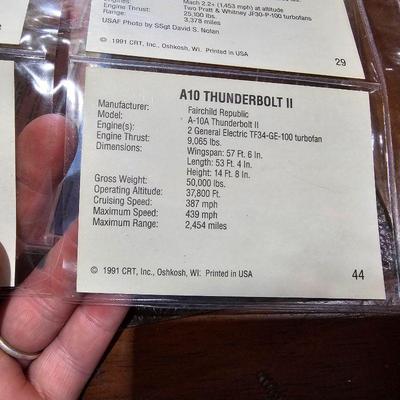 Engine Thrust:
Range:
Mach 2.2+ (1,453 mph) at altitude
Two Pratt & Whitney JF30-P-100 turbofans
25,100 lbs.
3,378 miles
USAF Photo by SSgt David S. Nolan
© 1991 CRT, Inc., Oshkosh, WI. Printed in USA
29
A10 THUNDERBOLT II
Manufacturer: Fairchild Republic
Model: A-10A Thunderbolt II
Engine(s): 2 General Electric TF34-GE-100 turbofan
Engine Thrust: 9,065 lbs.
Dimensions: Wingspan: 57 Ft. 6 In.
Length: 53 Ft. 4 In.
Height: 14 Ft. 8 In.
Gross Weight: 50,000 lbs.
Operating Altitude: 37,800 Ft.
Cruising Speed: 387 mph
Maximum Speed: 439 mph
Maximum Range: 2,454 miles
© 1991 CRT, Inc., Oshkosh, WI. Printed in USA
44